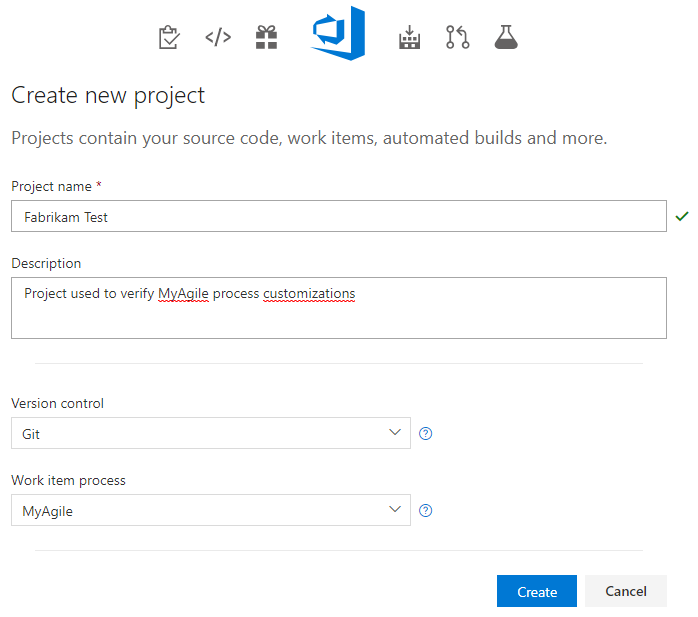 Create new project
Projects contain your source code, work items, automated builds and more.
Project name *
Fabrikam Test
Description
Project used to verify MyAgile process customizations
Version control
Git
?
Work item process
MyAgile
?
Create Cancel